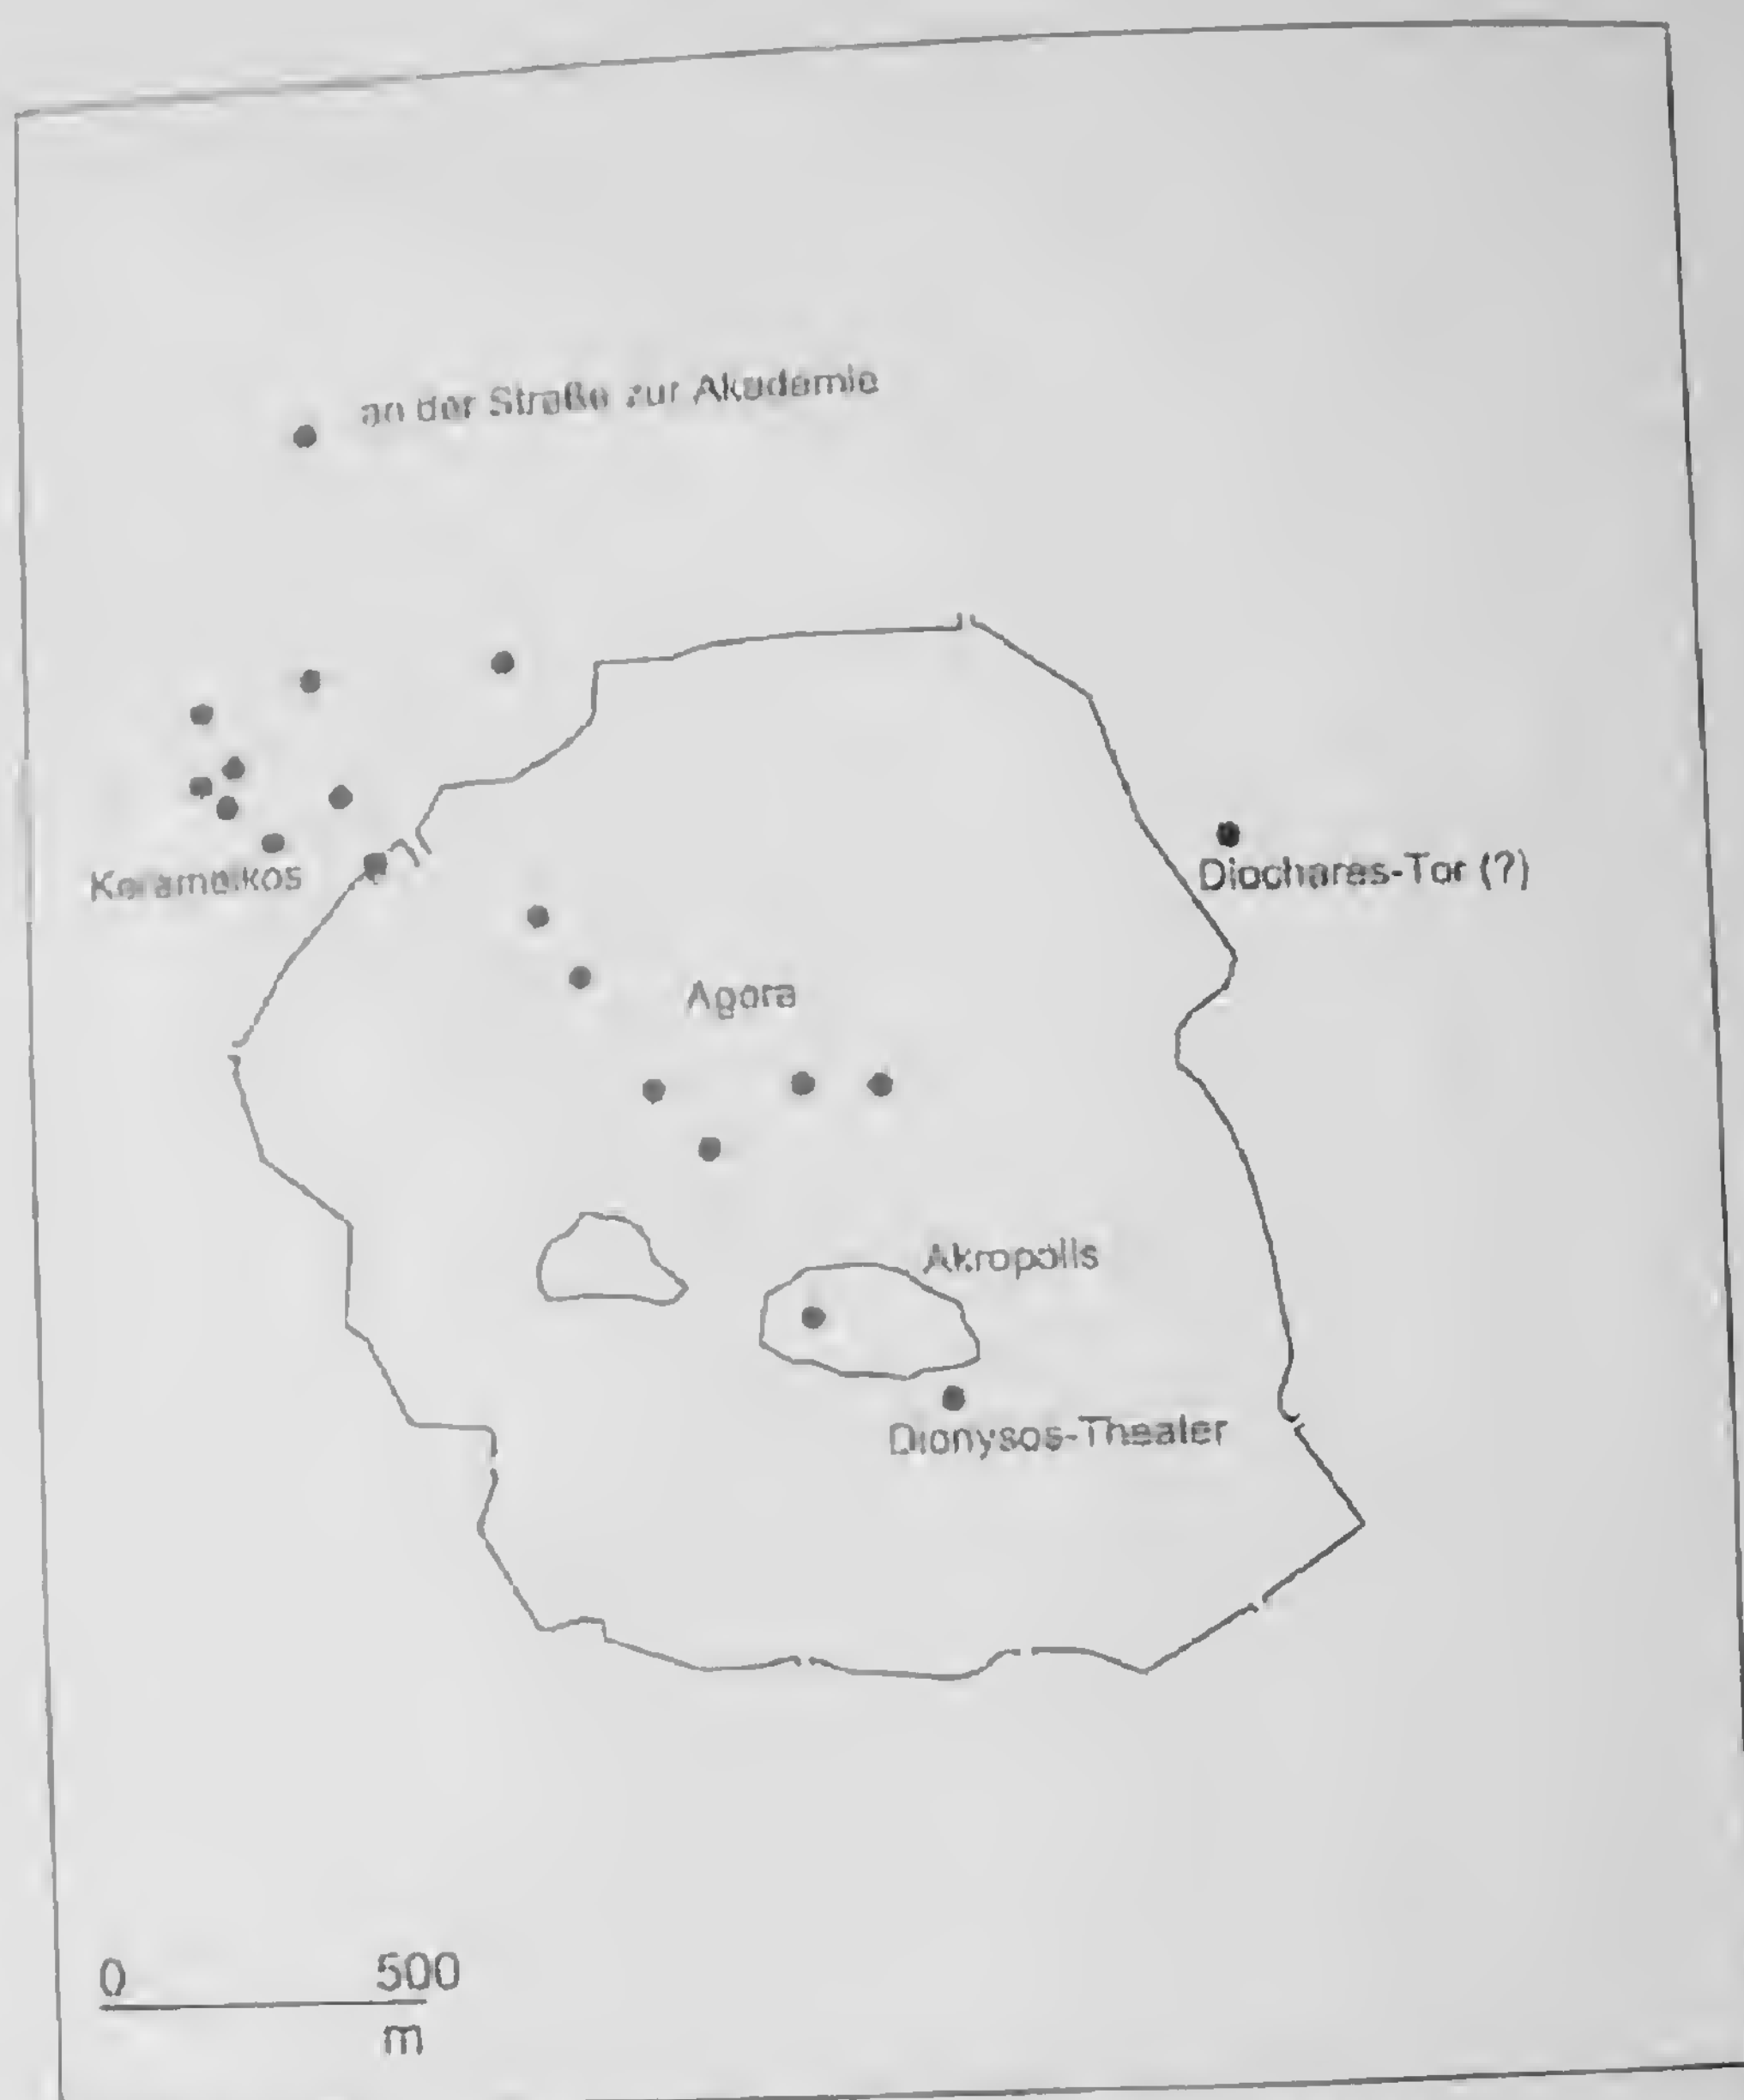 an der Straße zur Akademie
Kerameikos
Diochares-Tor (?)
Agora
Akropolis
Dionysos-Theater
0 500
m